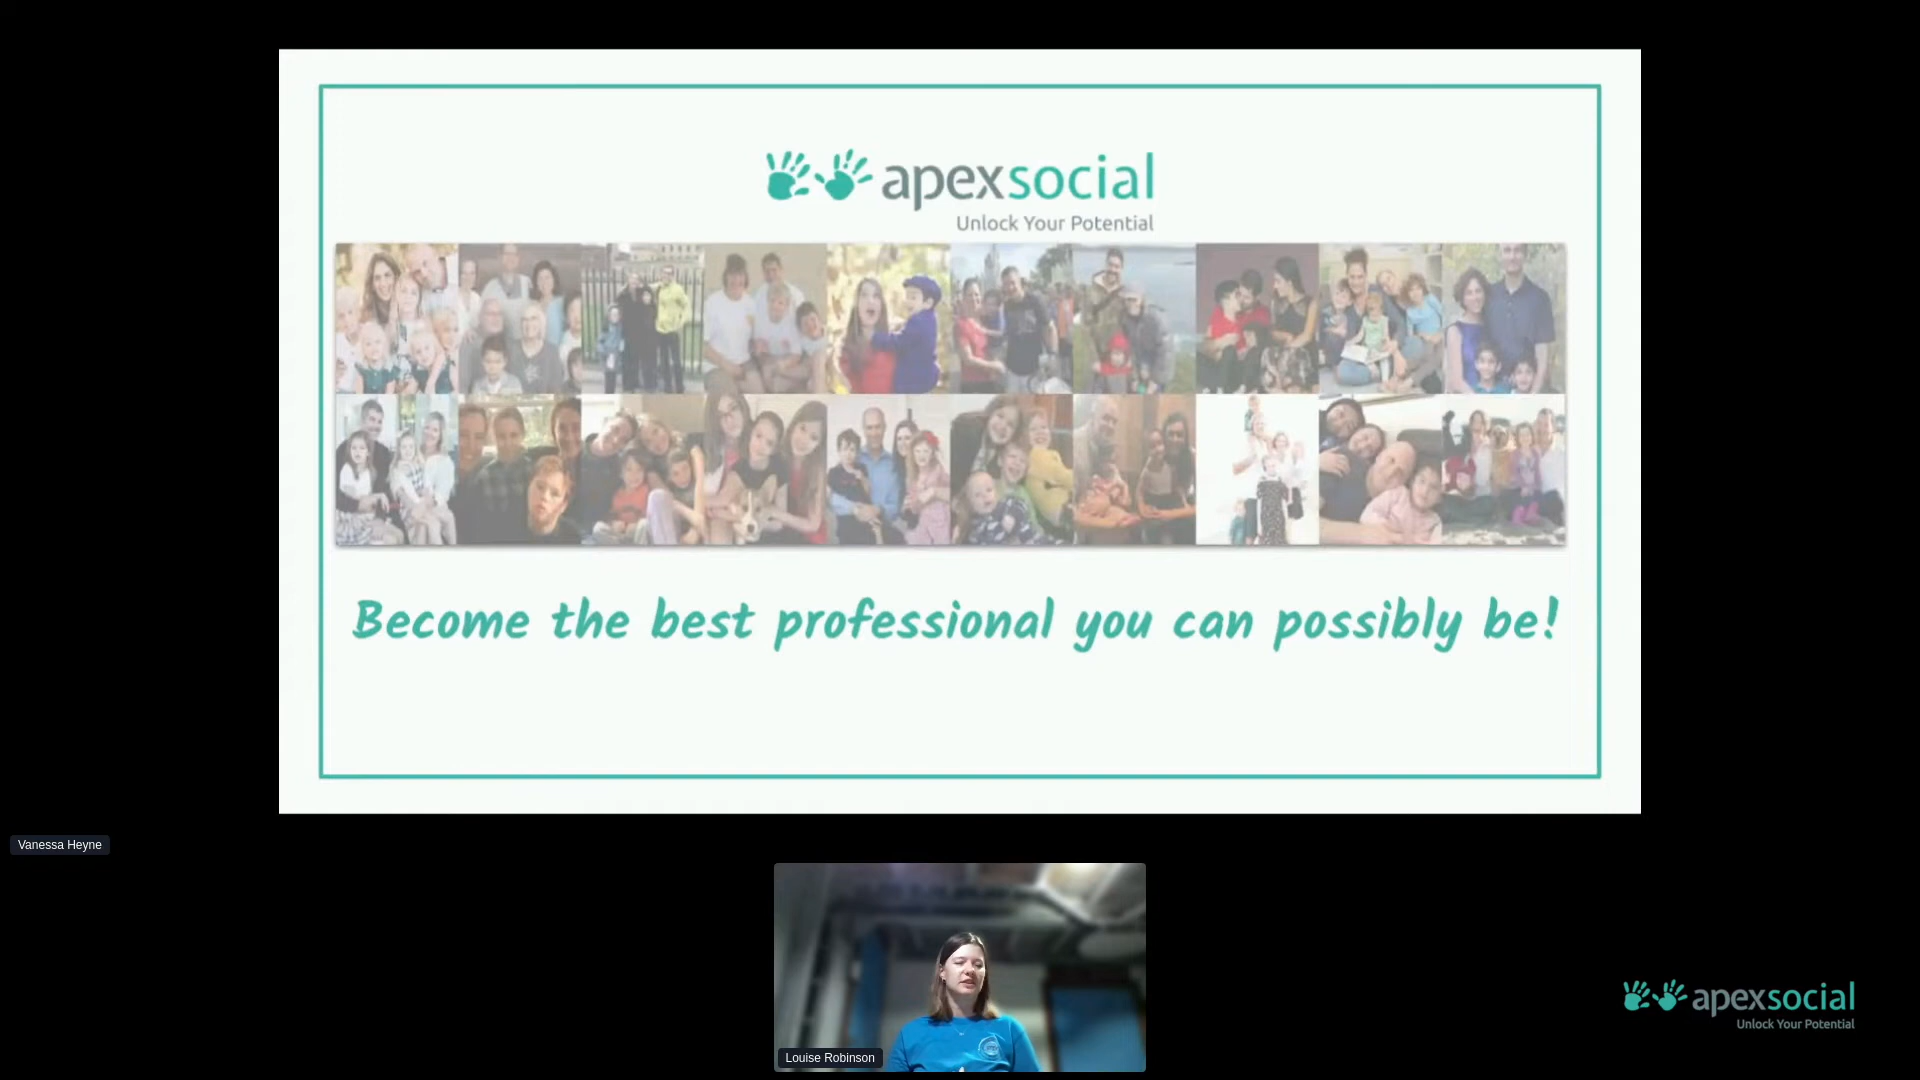 apexsocial
Unlock Your Potential
Become the best professional you can possibly be!
Vanessa Heyne
Louise Robinson
apexsocial
Unlock Your Potential